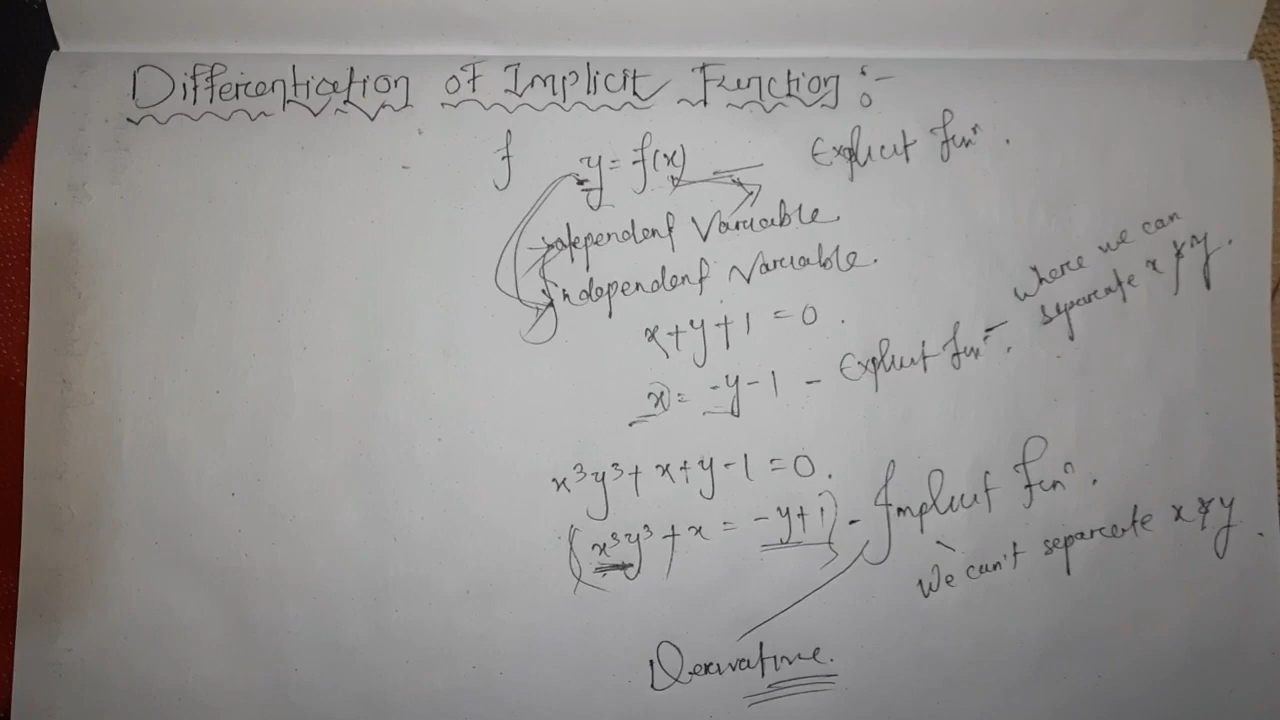 Differentiation of Implicit Function :-
f y = f(x) — Explicit funⁿ.
dependent Variable.
Independent Variable.
x+y+1 = 0.
x = -y-1 - Explicit funⁿ. - where we can
separate x & y.
x³y³ + x+y-1 = 0.
(x³y³ + x = -y+1) - Implicit funⁿ.
We can't separate x & y.
Derivative.